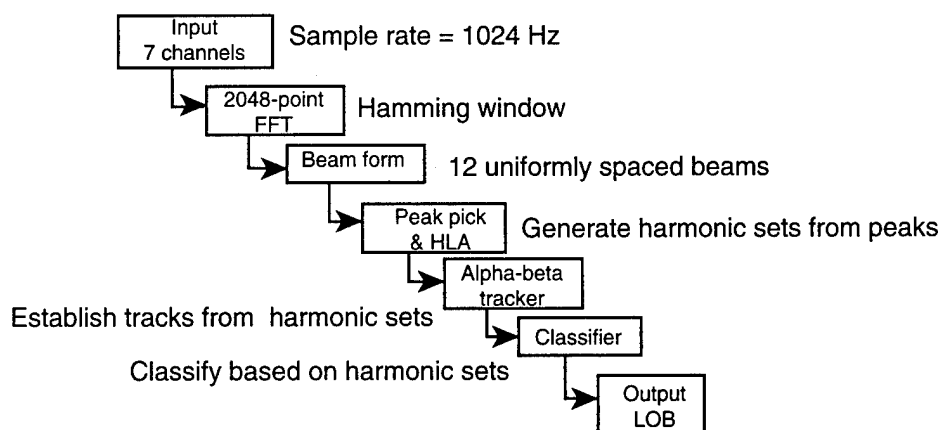 Input
7 channels
Sample rate = 1024 Hz
2048-point
FFT
Hamming window
Beam form
12 uniformly spaced beams
Peak pick
& HLA
Generate harmonic sets from peaks
Alpha-beta
tracker
Establish tracks from harmonic sets
Classifier
Classify based on harmonic sets
Output
LOB